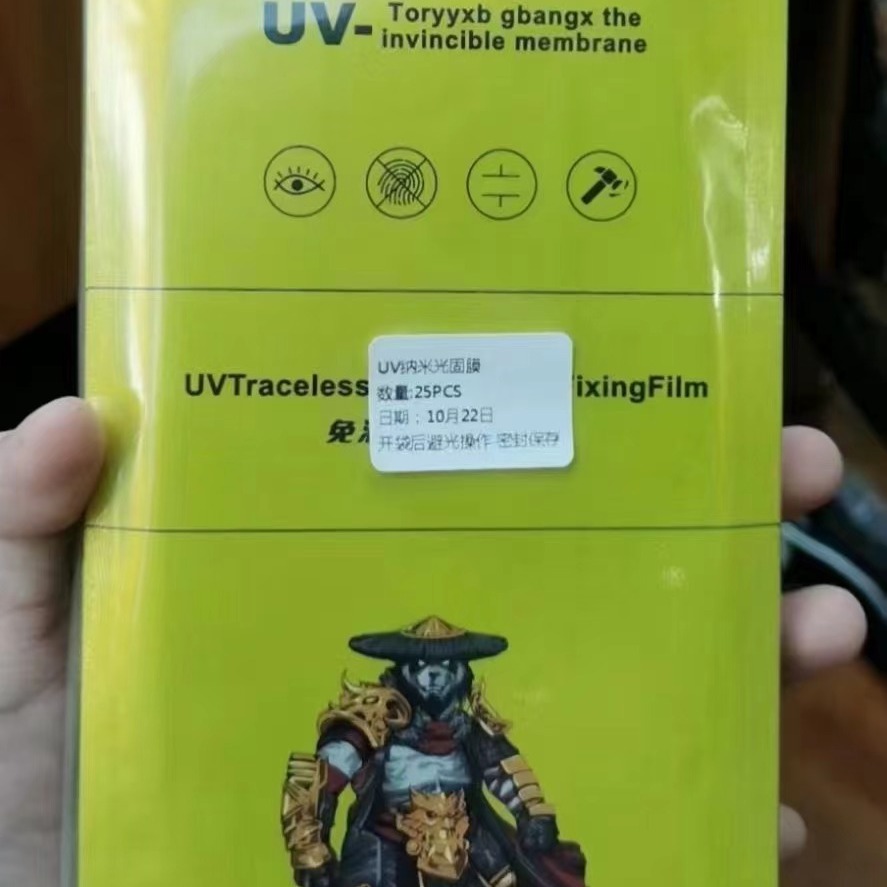 UV-
Toryyxb gbangx the
invincible membrane
UVTraceless
ixingFilm
免
UV纳米光固膜
数量:25PCS
日期：10月22日
开袋后避光操作 密封保存